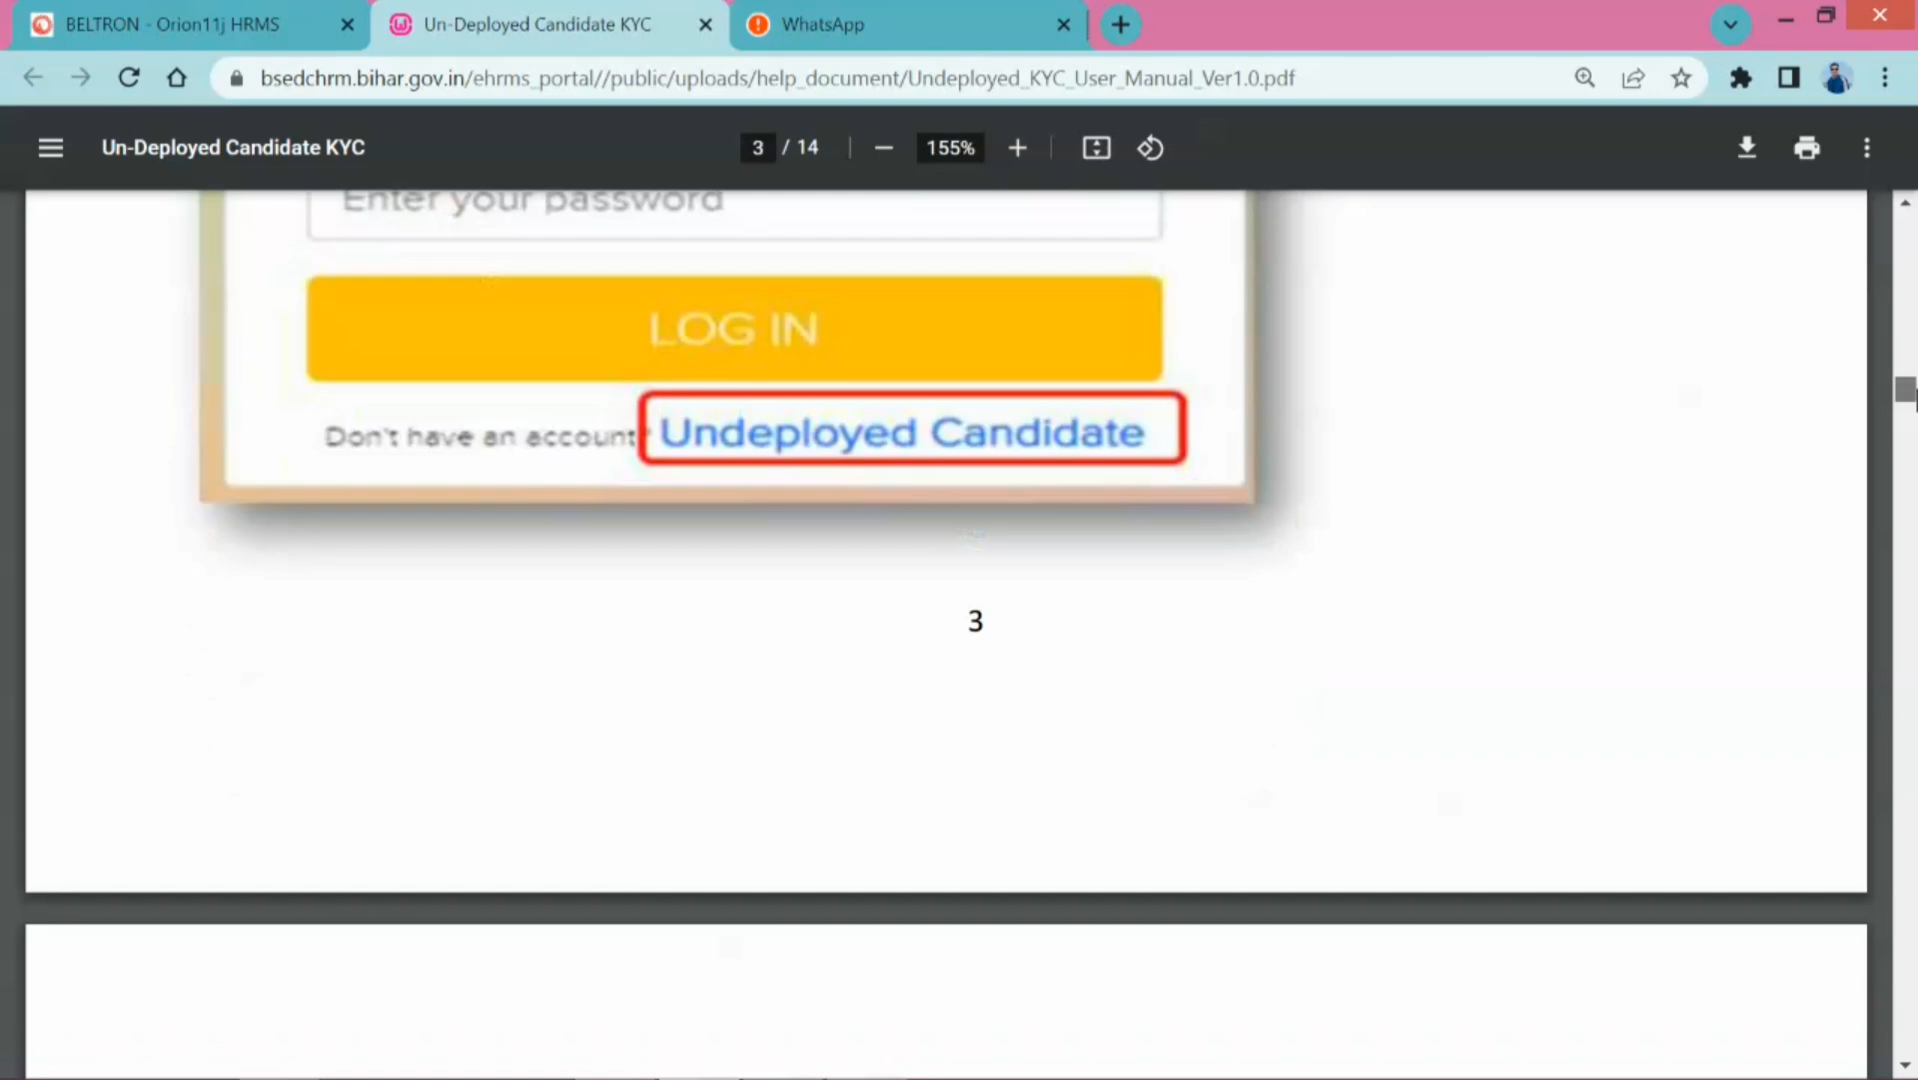 BELTRON - Orion11j HRMS
Un-Deployed Candidate KYC
WhatsApp
bsedchrm.bihar.gov.in/ehrms_portal//public/uploads/help_document/Undeployed_KYC_User_Manual_Ver1.0.pdf
Un-Deployed Candidate KYC
3 / 14
155%
Enter your password
LOG IN
Don't have an account? Undeployed Candidate
3